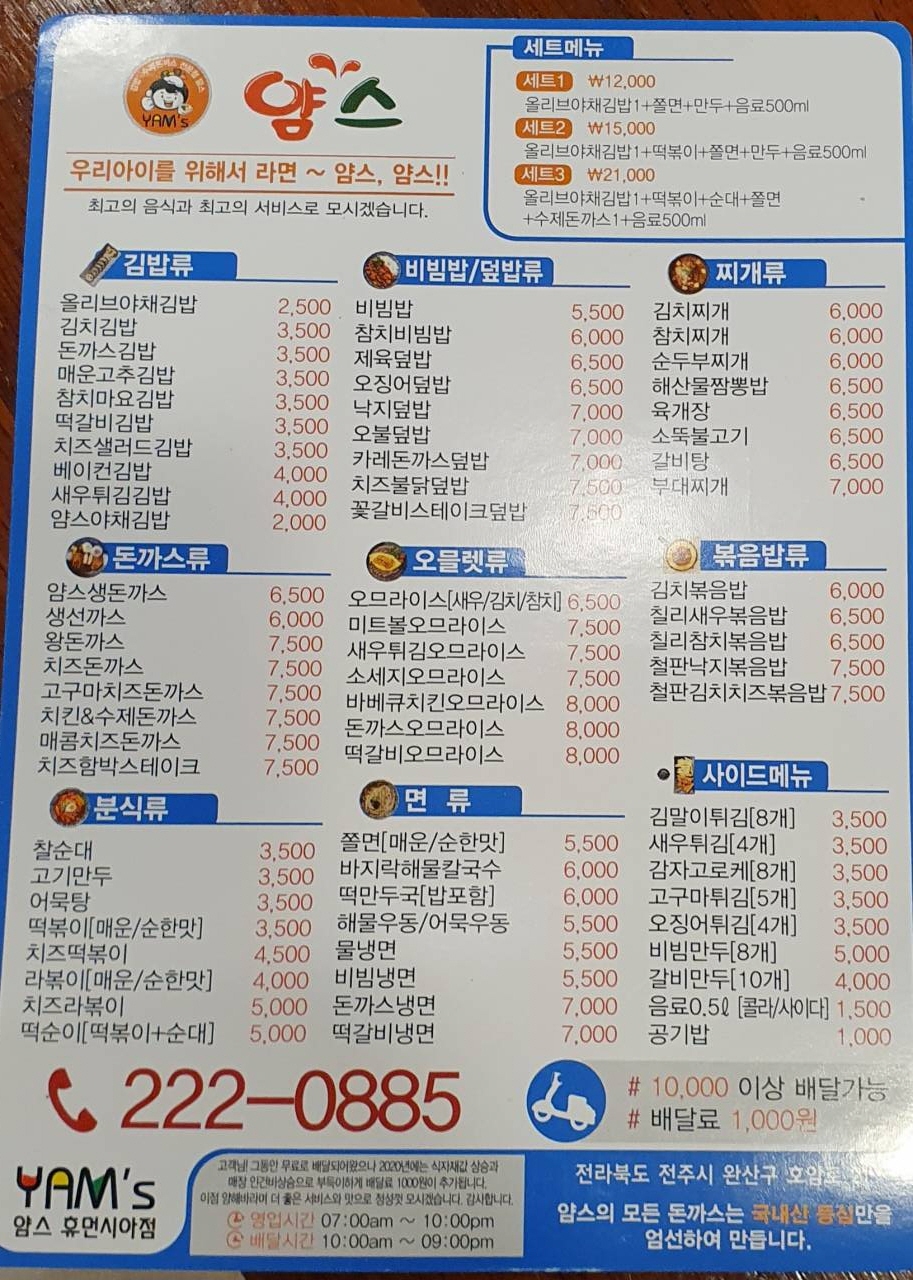 YAM's
얌스
우리아이를 위해서 라면 ~ 얌스, 얌스!!
최고의 음식과 최고의 서비스로 모시겠습니다.
세트메뉴
세트1 ₩12,000
올리브야채김밥1+쫄면+만두+음료500ml
세트2 ₩15,000
올리브야채김밥1+떡볶이+쫄면+만두+음료500ml
세트3 ₩21,000
올리브야채김밥1+떡볶이+순대+쫄면
+수제돈까스1+음료500ml
김밥류
올리브야채김밥 2,500
김치김밥 3,500
돈까스김밥 3,500
매운고추김밥 3,500
참치마요김밥 3,500
떡갈비김밥 3,500
치즈샐러드김밥 3,500
베이컨김밥 4,000
새우튀김김밥 4,000
얌스야채김밥 2,000
비빔밥/덮밥류
비빔밥 5,500
참치비빔밥 6,000
제육덮밥 6,500
오징어덮밥 6,500
낙지덮밥 7,000
오불덮밥 7,000
카레돈까스덮밥 7,000
치즈불닭덮밥 7,500
꽃갈비스테이크덮밥 7,500
찌개류
김치찌개 6,000
참치찌개 6,000
순두부찌개 6,000
해산물짬뽕밥 6,500
육개장 6,500
소뚝불고기 6,500
갈비탕 6,500
부대찌개 7,000
돈까스류
얌스생돈까스 6,500
생선까스 6,000
왕돈까스 7,500
치즈돈까스 7,500
고구마치즈돈까스 7,500
치킨&수제돈까스 7,500
매콤치즈돈까스 7,500
치즈함박스테이크 7,500
오믈렛류
오므라이스[새우/김치/참치] 6,500
미트볼오므라이스 7,500
새우튀김오므라이스 7,500
소세지오므라이스 7,500
바베큐치킨오므라이스 8,000
돈까스오므라이스 8,000
떡갈비오므라이스 8,000
볶음밥류
김치볶음밥 6,000
칠리새우볶음밥 6,500
칠리참치볶음밥 6,500
철판낙지볶음밥 7,500
철판김치치즈볶음밥 7,500
분식류
찰순대 3,500
고기만두 3,500
어묵탕 3,500
떡볶이[매운/순한맛] 3,500
치즈떡볶이 4,500
라볶이[매운/순한맛] 4,000
치즈라볶이 5,000
떡순이[떡볶이+순대] 5,000
면 류
쫄면[매운/순한맛] 5,500
바지락해물칼국수 6,000
떡만두국[밥포함] 6,000
해물우동/어묵우동 5,500
물냉면 5,500
비빔냉면 5,500
돈까스냉면 7,000
떡갈비냉면 7,000
사이드메뉴
김말이튀김[8개] 3,500
새우튀김[4개] 3,500
감자고로케[8개] 3,500
고구마튀김[5개] 3,500
오징어튀김[4개] 3,500
비빔만두[8개] 5,000
갈비만두[10개] 4,000
음료0.5ℓ [콜라/사이다] 1,500
공기밥 1,000
222-0885
# 10,000 이상 배달가능
# 배달료 1,000원
YAM's
얌스 휴먼시아점
고객님! 그동안 무료로 배달되어왔으나 2020년에는 식자재값 상승과
매장 인건비상승으로 부득이하게 배달료 1000원이 추가됩니다.
이점 양해바라며 더 좋은 서비스와 맛으로 정성껏 모시겠습니다. 감사합니다.
영업시간 07:00am ~ 10:00pm
배달시간 10:00am ~ 09:00pm
전라북도 전주시 완산구 호암로
얌스의 모든 돈까스는 국내산 등심만을
엄선하여 만듭니다.